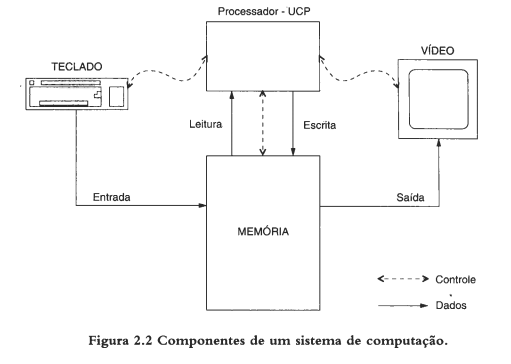 Processador - UCP
TECLADO
VÍDEO
Leitura
Escrita
Entrada
Saída
MEMÓRIA
Controle
Dados
Figura 2.2 Componentes de um sistema de computação.